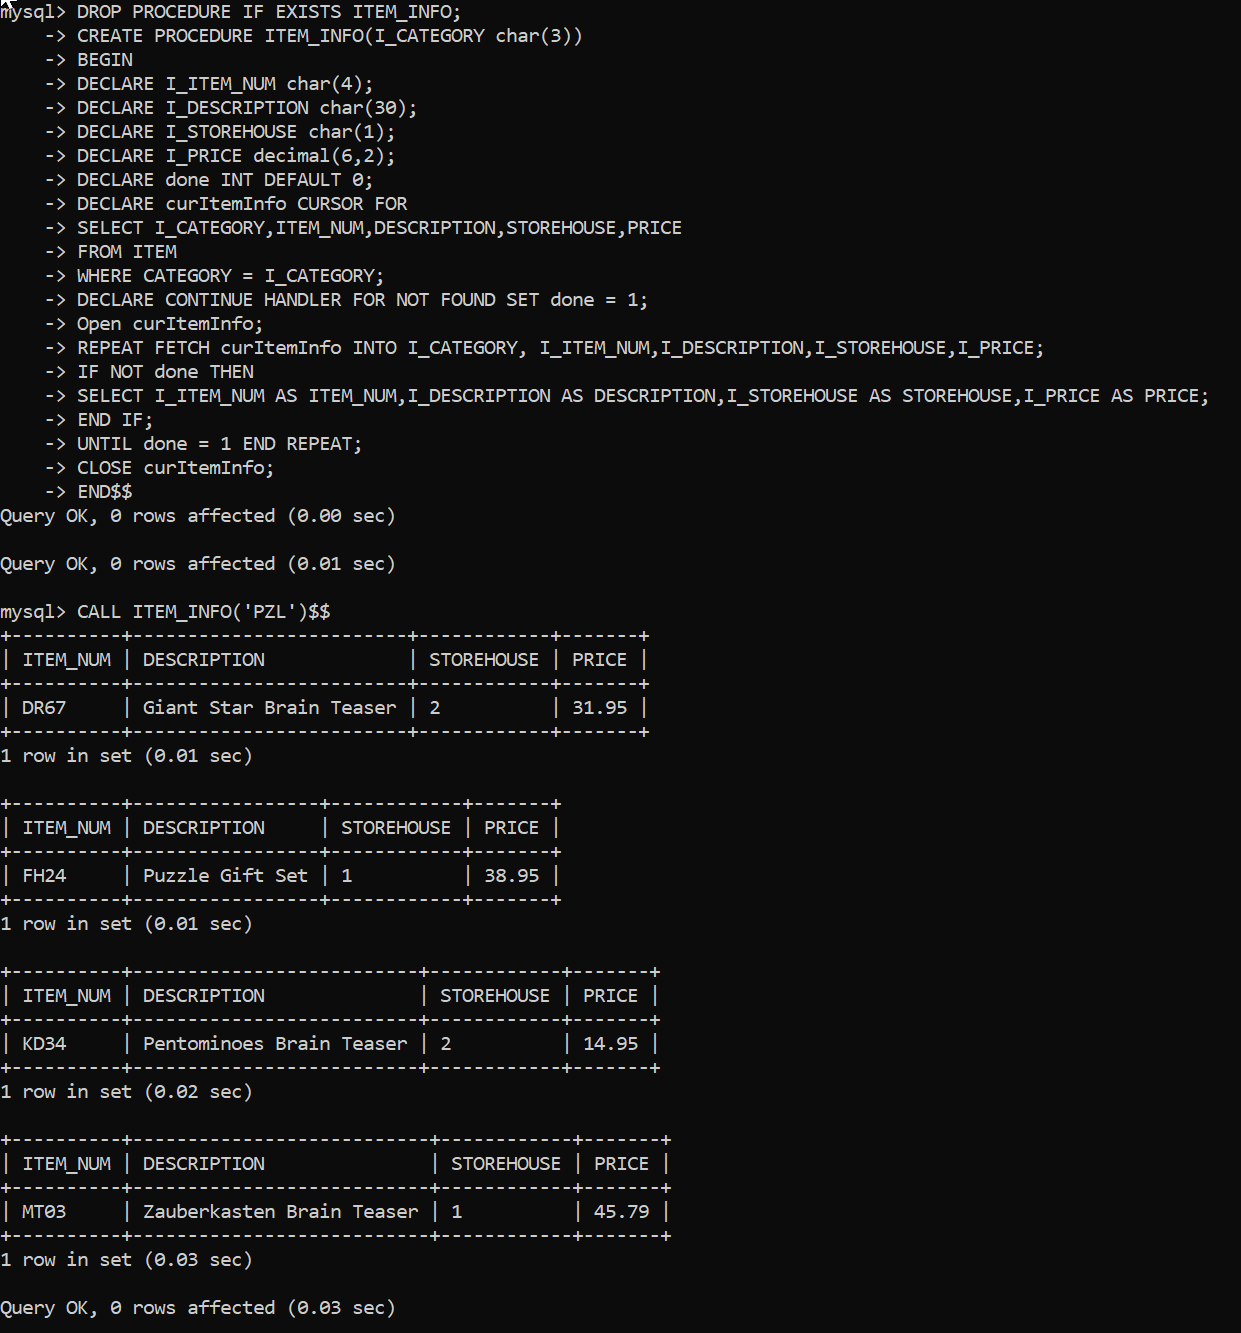 mysql> DROP PROCEDURE IF EXISTS ITEM_INFO;
    -> CREATE PROCEDURE ITEM_INFO(I_CATEGORY char(3))
    -> BEGIN
    -> DECLARE I_ITEM_NUM char(4);
    -> DECLARE I_DESCRIPTION char(30);
    -> DECLARE I_STOREHOUSE char(1);
    -> DECLARE I_PRICE decimal(6,2);
    -> DECLARE done INT DEFAULT 0;
    -> DECLARE curItemInfo CURSOR FOR
    -> SELECT I_CATEGORY,ITEM_NUM,DESCRIPTION,STOREHOUSE,PRICE
    -> FROM ITEM
    -> WHERE CATEGORY = I_CATEGORY;
    -> DECLARE CONTINUE HANDLER FOR NOT FOUND SET done = 1;
    -> Open curItemInfo;
    -> REPEAT FETCH curItemInfo INTO I_CATEGORY, I_ITEM_NUM,I_DESCRIPTION,I_STOREHOUSE,I_PRICE;
    -> IF NOT done THEN
    -> SELECT I_ITEM_NUM AS ITEM_NUM,I_DESCRIPTION AS DESCRIPTION,I_STOREHOUSE AS STOREHOUSE,I_PRICE AS PRICE;
    -> END IF;
    -> UNTIL done = 1 END REPEAT;
    -> CLOSE curItemInfo;
    -> END$$
Query OK, 0 rows affected (0.00 sec)

Query OK, 0 rows affected (0.01 sec)

mysql> CALL ITEM_INFO('PZL')$$
+----------+-------------------------+------------+-------+
| ITEM_NUM | DESCRIPTION             | STOREHOUSE | PRICE |
+----------+-------------------------+------------+-------+
| DR67     | Giant Star Brain Teaser | 2          | 31.95 |
+----------+-------------------------+------------+-------+
1 row in set (0.01 sec)

+----------+-----------------+------------+-------+
| ITEM_NUM | DESCRIPTION     | STOREHOUSE | PRICE |
+----------+-----------------+------------+-------+
| FH24     | Puzzle Gift Set | 1          | 38.95 |
+----------+-----------------+------------+-------+
1 row in set (0.01 sec)

+----------+--------------------------+------------+-------+
| ITEM_NUM | DESCRIPTION              | STOREHOUSE | PRICE |
+----------+--------------------------+------------+-------+
| KD34     | Pentominoes Brain Teaser | 2          | 14.95 |
+----------+--------------------------+------------+-------+
1 row in set (0.02 sec)

+----------+---------------------------+------------+-------+
| ITEM_NUM | DESCRIPTION               | STOREHOUSE | PRICE |
+----------+---------------------------+------------+-------+
| MT03     | Zauberkasten Brain Teaser | 1          | 45.79 |
+----------+---------------------------+------------+-------+
1 row in set (0.03 sec)

Query OK, 0 rows affected (0.03 sec)